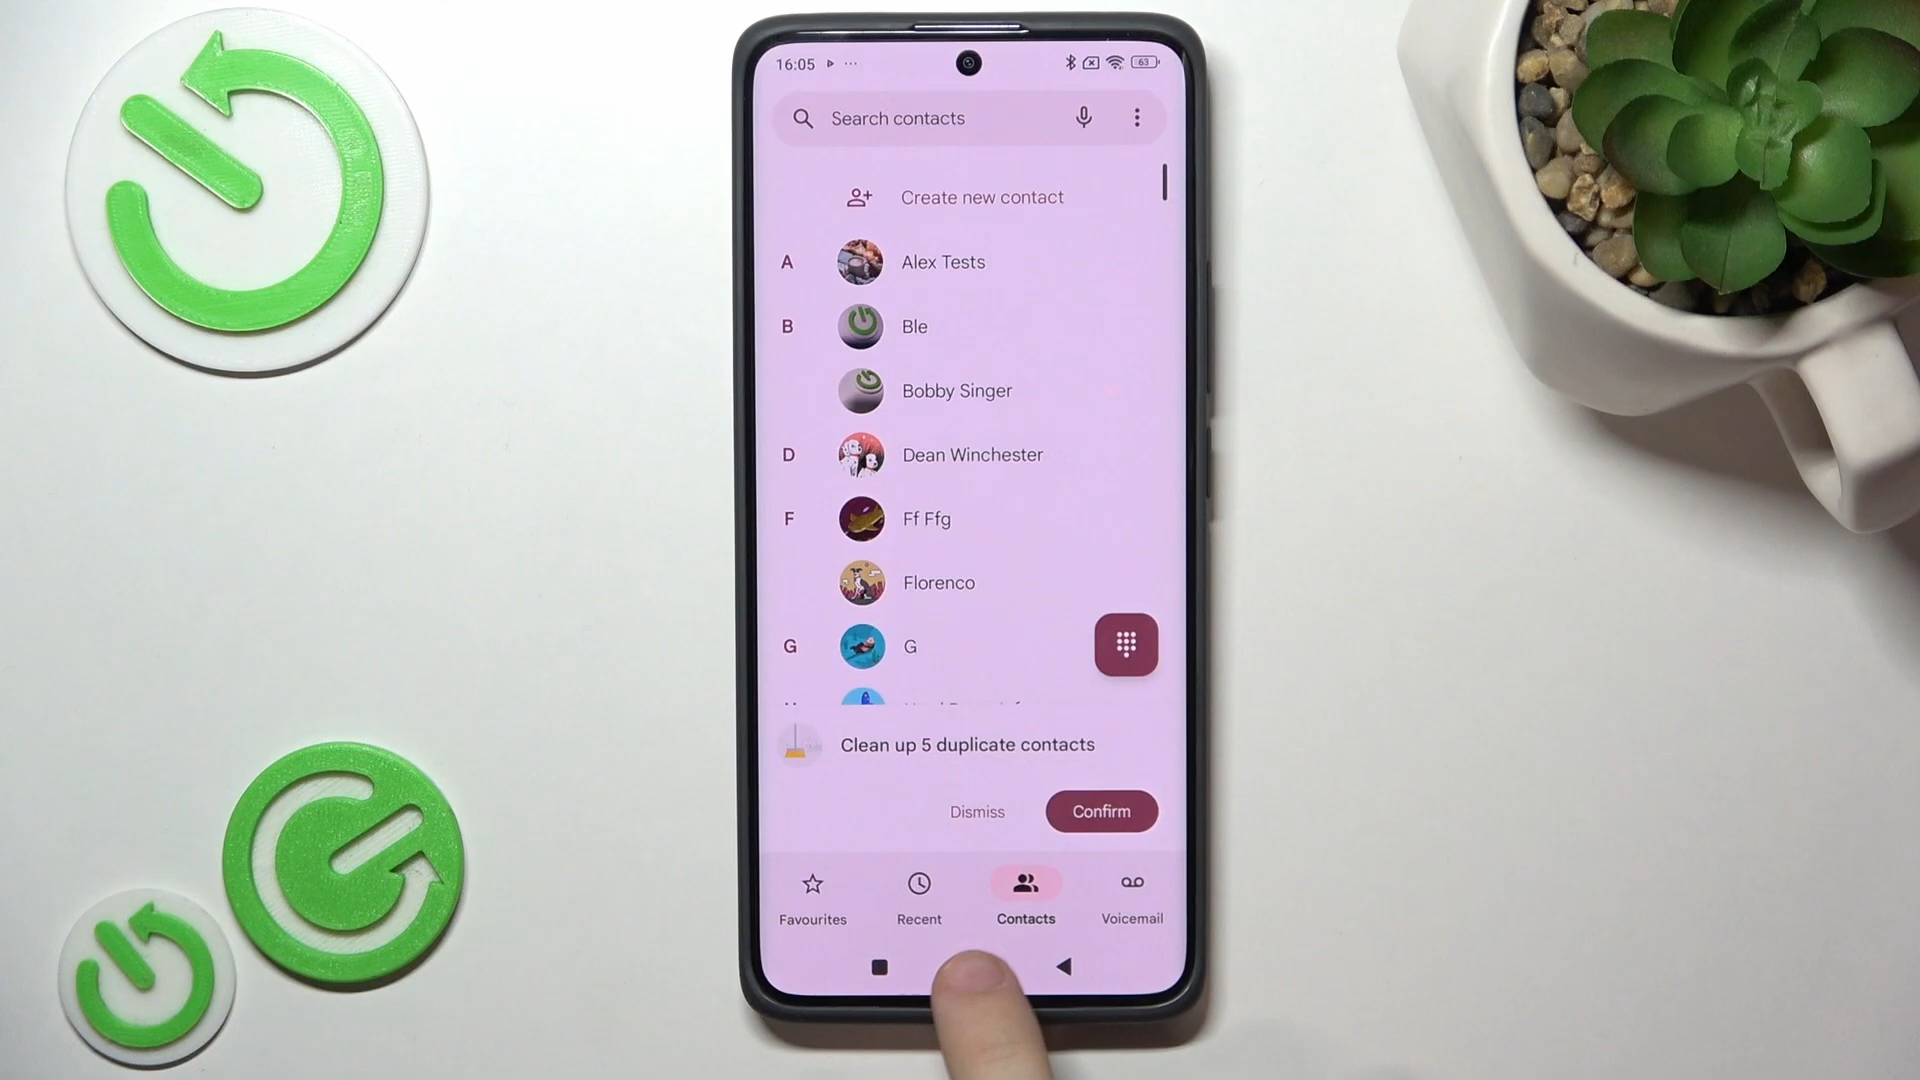 16:05
63
Search contacts
Create new contact
A
Alex Tests
B
Ble
Bobby Singer
D
Dean Winchester
F
Ff Ffg
Florenco
G
G
Clean up 5 duplicate contacts
Dismiss
Confirm
Favourites
Recent
Contacts
Voicemail